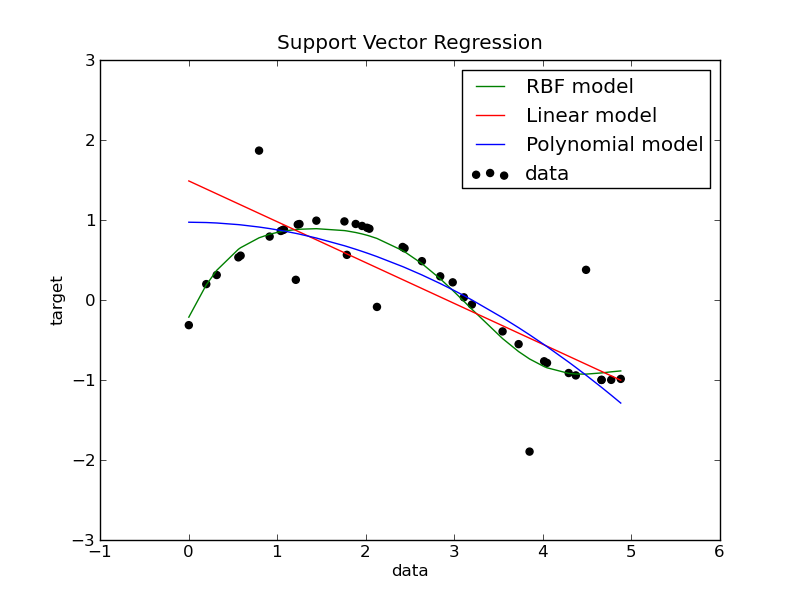 Support Vector Regression
3
2
1
0
−1
−2
−3
target
RBF model
Linear model
Polynomial model
data
−1 0 1 2 3 4 5 6
data